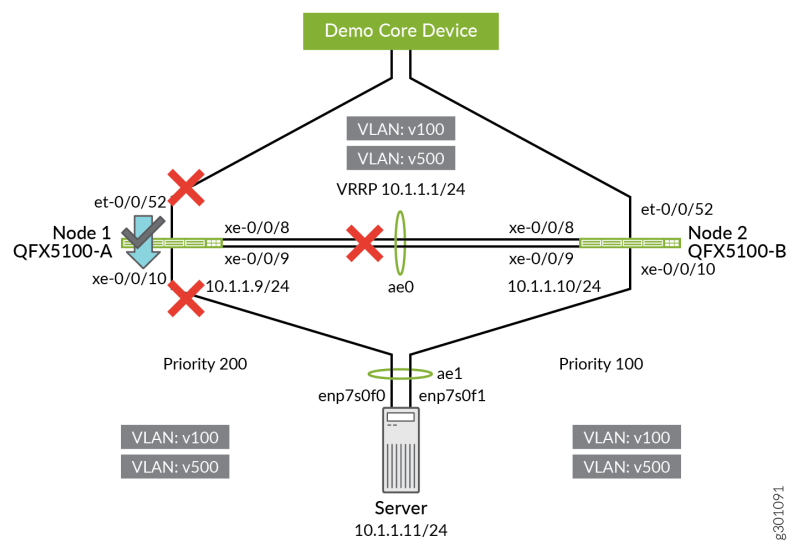 Demo Core Device
VLAN: v100
VLAN: v500
VRRP 10.1.1.1/24
et-0/0/52
et-0/0/52
Node 1
QFX5100-A
xe-0/0/8
xe-0/0/8
Node 2
QFX5100-B
xe-0/0/9
xe-0/0/9
xe-0/0/10
xe-0/0/10
10.1.1.9/24
ae0
10.1.1.10/24
Priority 200
Priority 100
ae1
enp7s0f0
enp7s0f1
VLAN: v100
VLAN: v500
VLAN: v100
VLAN: v500
Server
10.1.1.11/24
g301091